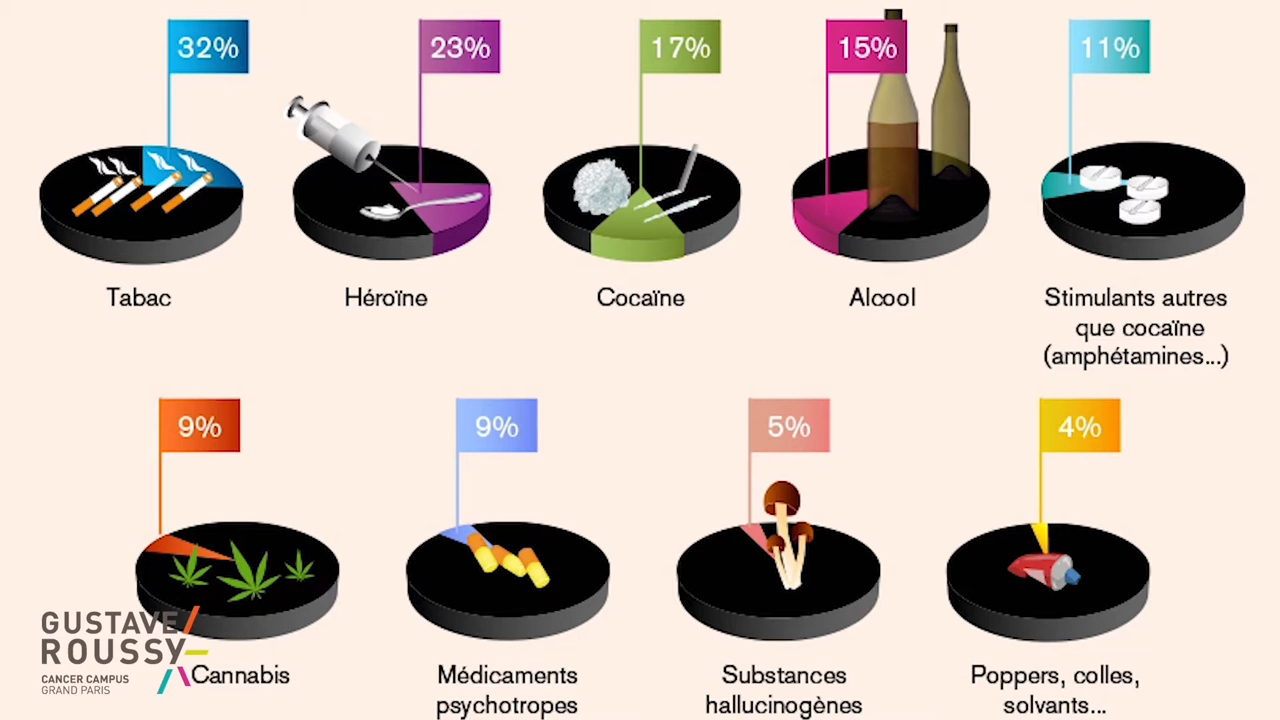 32%
23%
17%
15%
11%
Tabac
Héroïne
Cocaïne
Alcool
Stimulants autres
que cocaïne
(amphétamines...)
9%
9%
5%
4%
GUSTAVE
ROUSSY
CANCER CAMPUS
GRAND PARIS
Cannabis
Médicaments
psychotropes
Substances
hallucinogènes
Poppers, colles,
solvants...